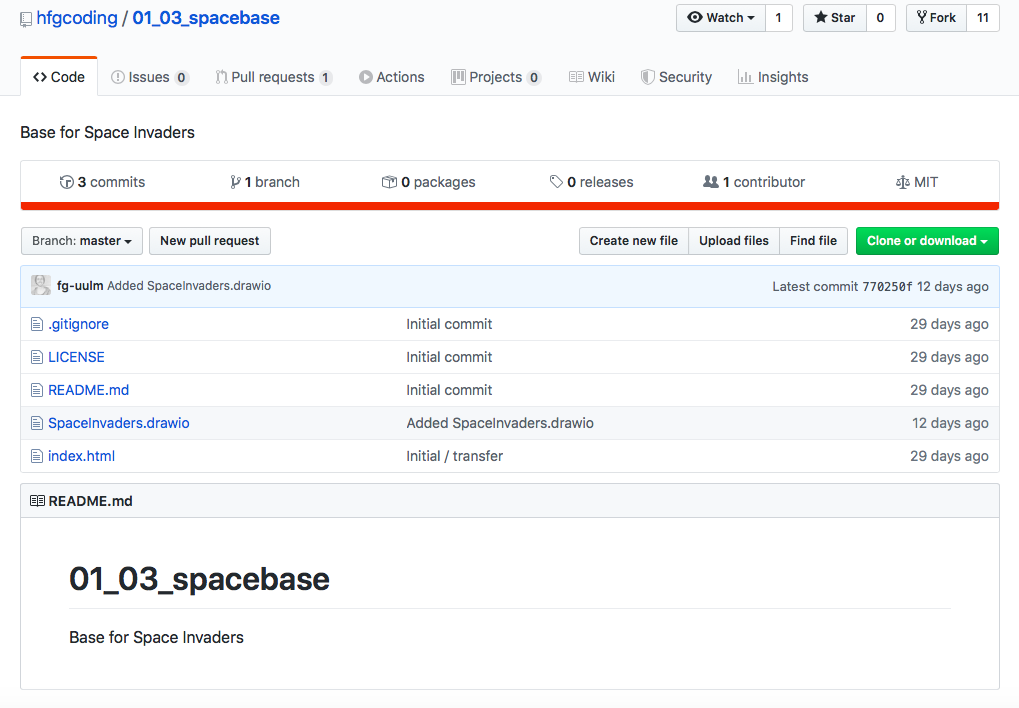 hfgcoding / 01_03_spacebase
Watch 1 Star 0 Fork 11
Code Issues 0 Pull requests 1 Actions Projects 0 Wiki Security Insights
Base for Space Invaders
3 commits 1 branch 0 packages 0 releases 1 contributor MIT
Branch: master New pull request Create new file Upload files Find file Clone or download
fg-uulm Added SpaceInvaders.drawio Latest commit 770250f 12 days ago
.gitignore Initial commit 29 days ago
LICENSE Initial commit 29 days ago
README.md Initial commit 29 days ago
SpaceInvaders.drawio Added SpaceInvaders.drawio 12 days ago
index.html Initial / transfer 29 days ago
README.md
01_03_spacebase
Base for Space Invaders